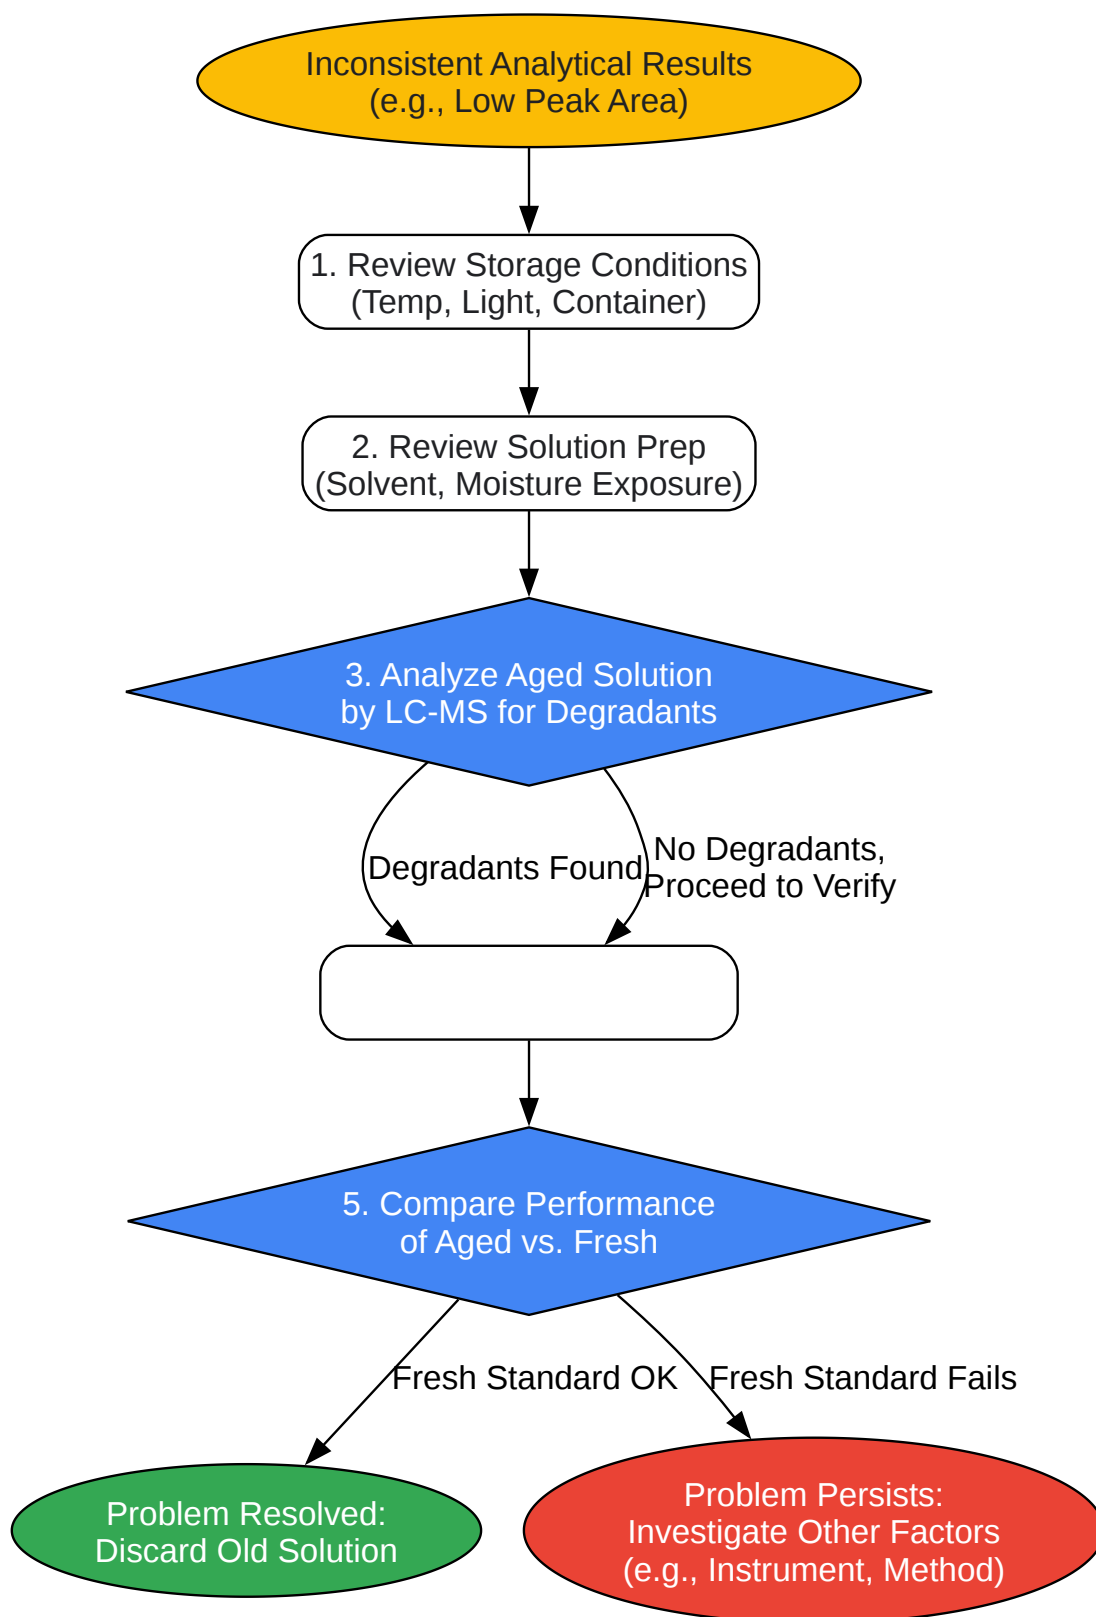 Inconsistent Analytical Results
(e.g., Low Peak Area)
1. Review Storage Conditions
(Temp, Light, Container)
2. Review Solution Prep
(Solvent, Moisture Exposure)
3. Analyze Aged Solution
by LC-MS for Degradants
Degradants Found
No Degradants,
Proceed to Verify
5. Compare Performance
of Aged vs. Fresh
Fresh Standard OK
Fresh Standard Fails
Problem Resolved:
Discard Old Solution
Problem Persists:
Investigate Other Factors
(e.g., Instrument, Method)